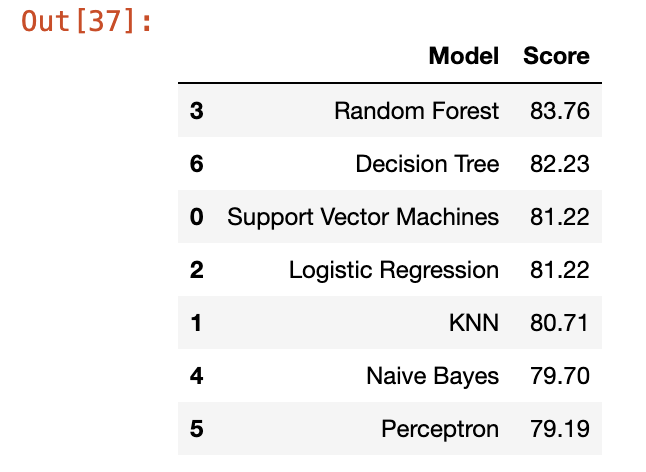 Out[37]:
Model Score
3 Random Forest 83.76
6 Decision Tree 82.23
0 Support Vector Machines 81.22
2 Logistic Regression 81.22
1 KNN 80.71
4 Naive Bayes 79.70
5 Perceptron 79.19